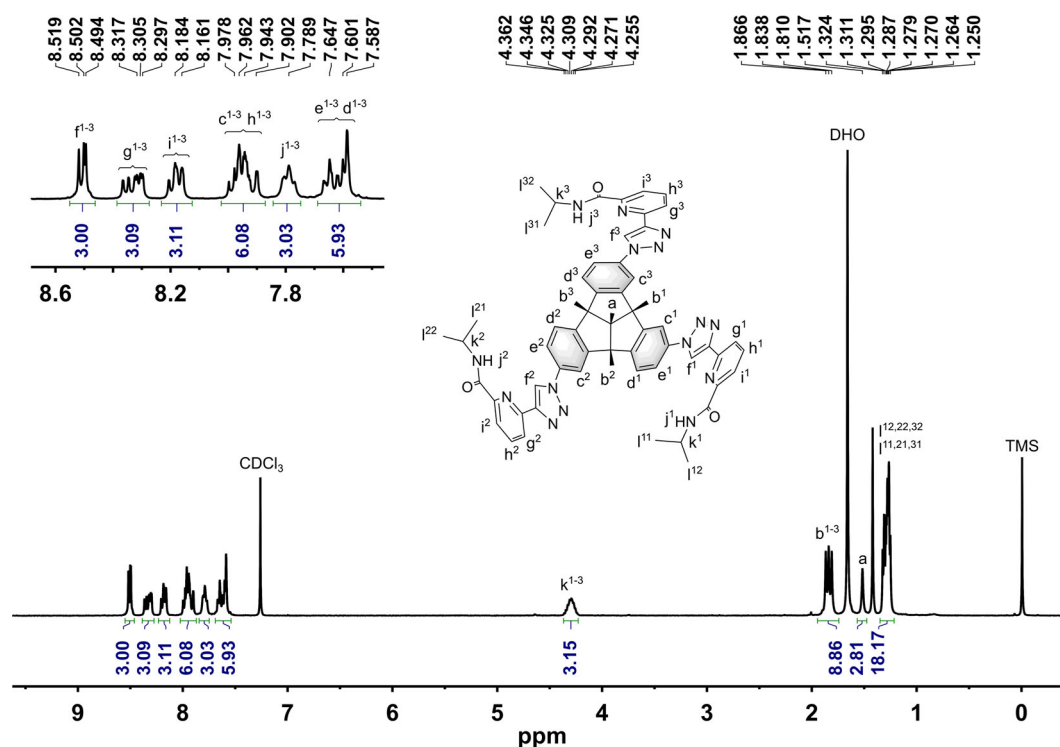 8.519 8.502 8.494 8.317 8.305 8.297 8.184 8.161 7.978 7.962 7.943 7.902 7.789 7.647 7.601 7.587
4.362 4.346 4.325 4.309 4.292 4.271 4.255
1.866 1.838 1.810 1.517 1.324 1.311 1.295 1.287 1.279 1.270 1.264 1.250
f¹⁻³ g¹⁻³ i¹⁻³ c¹⁻³ h¹⁻³ j¹⁻³ e¹⁻³ d¹⁻³
3.00 3.09 3.11 6.08 3.03 5.93
8.6 8.2 7.8
l³² k³ O i³ h³
HN j³ N g³
l³¹ f³ N N
N
e³ d³ c³
b³ a b¹
l²¹ d² c¹ N N g¹
l²² k² e² N h¹
NH j² c² b² d¹ e¹ f¹ N i¹
O f² N
N N N j¹ HN O
i² g² N l¹¹ k¹
h² l¹²
DHO
l¹²,²²,³²
l¹¹,²¹,³¹
TMS
CDCl₃
b¹⁻³
a
k¹⁻³
3.00 3.09 3.11 6.08 3.03 5.93 3.15 8.86 2.81 18.17
9 8 7 6 5 4 3 2 1 0
ppm